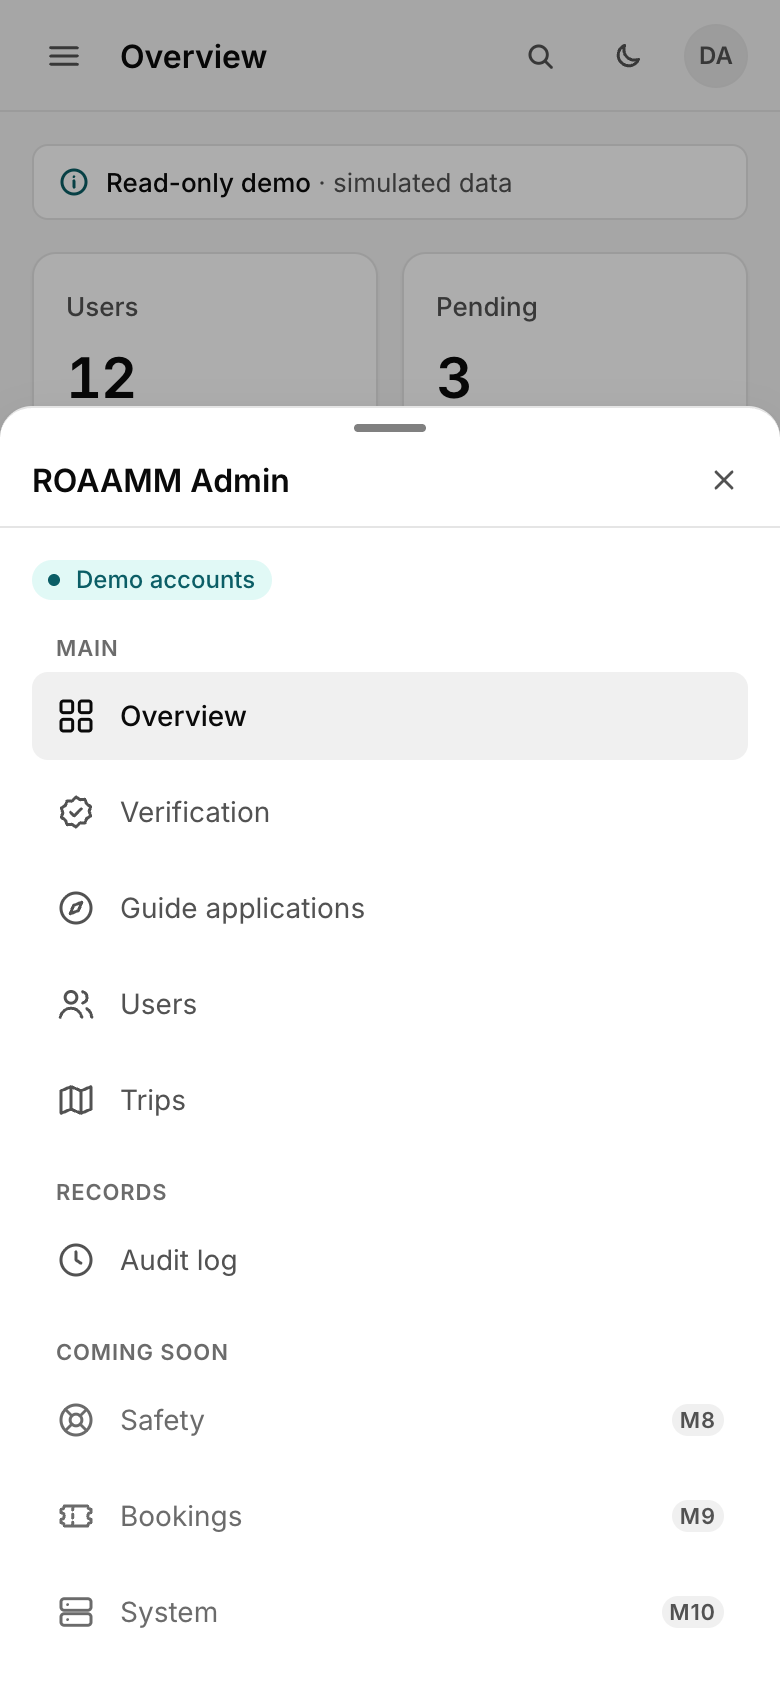 Overview
DA
Read-only demo · simulated data
Users
Pending
12
3
ROAAMM Admin
Demo accounts
MAIN
Overview
Verification
Guide applications
Users
Trips
RECORDS
Audit log
COMING SOON
Safety M8
Bookings M9
System M10